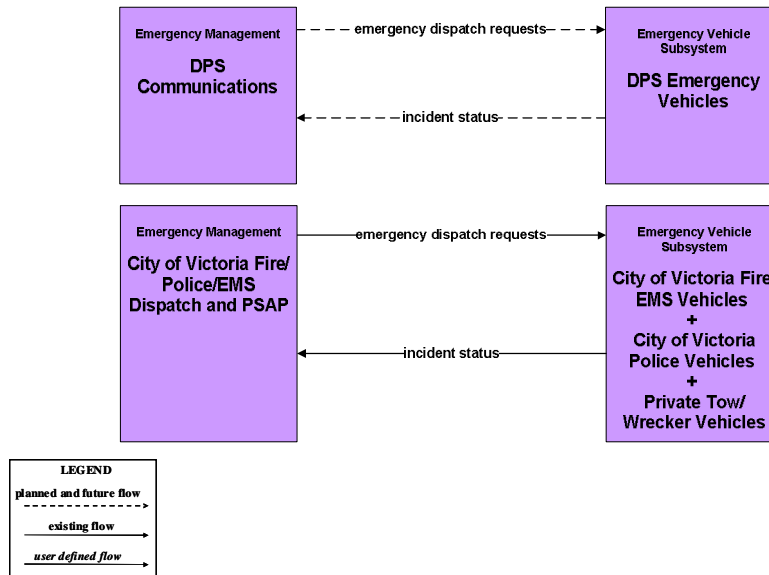 Emergency Management
DPS
Communications
emergency dispatch requests
incident status
Emergency Vehicle
Subsystem
DPS Emergency
Vehicles
Emergency Management
City of Victoria Fire/
Police/EMS
Dispatch and PSAP
emergency dispatch requests
incident status
Emergency Vehicle
Subsystem
City of Victoria Fire
EMS Vehicles
+
City of Victoria
Police Vehicles
+
Private Tow/
Wrecker Vehicles
LEGEND
planned and future flow
existing flow
user defined flow